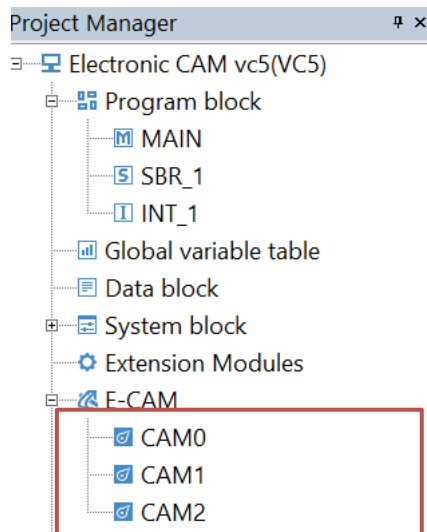 Project Manager
Electronic CAM vc5(VC5)
Program block
MAIN
SBR_1
INT_1
Global variable table
Data block
System block
Extension Modules
E-CAM
CAM0
CAM1
CAM2